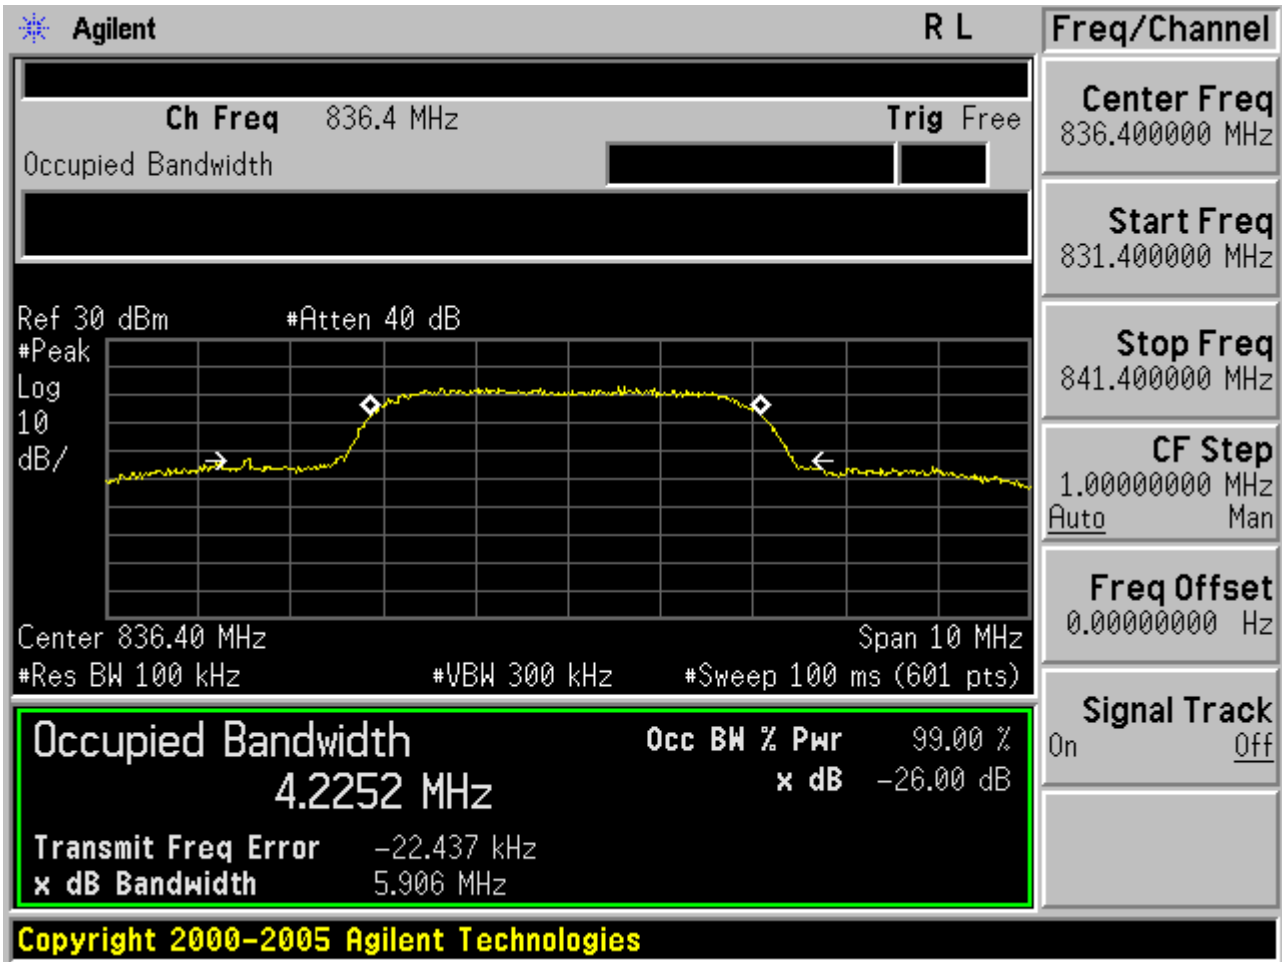 Agilent R L Freq/Channel
Ch Freq 836.4 MHz Trig Free
Occupied Bandwidth
Center Freq
836.400000 MHz
Start Freq
831.400000 MHz
Stop Freq
841.400000 MHz
CF Step
1.00000000 MHz
Auto Man
Freq Offset
0.00000000 Hz
Signal Track
On Off
Ref 30 dBm #Atten 40 dB
#Peak
Log
10
dB/
Center 836.40 MHz Span 10 MHz
#Res BW 100 kHz #VBW 300 kHz #Sweep 100 ms (601 pts)
Occupied Bandwidth Occ BW % Pwr 99.00 %
4.2252 MHz x dB -26.00 dB
Transmit Freq Error -22.437 kHz
x dB Bandwidth 5.906 MHz
Copyright 2000-2005 Agilent Technologies